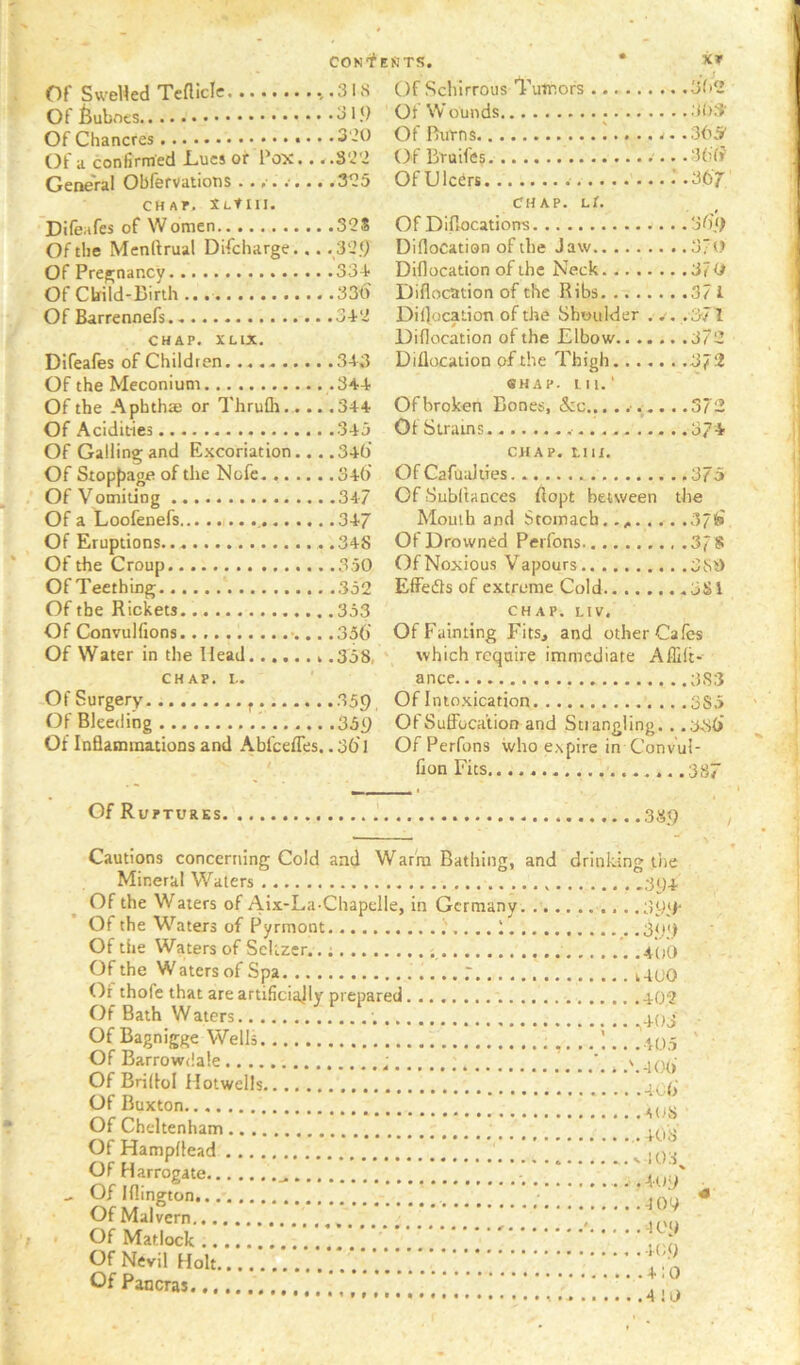 CONTENTS. XV
Of Swelled Tefticle..........318
Of Buboes..........319
Of Chancres..........320
Of a confirmed Lues or Pox....322
General Obfervations........325
CHAP. XLVIII.
Difeafes of Women..........328
Of the Menftrual Difcharge....329
Of Pregnancy..........334
Of Child-Birth..........336
Of Barrennefs..........342
CHAP. XLIX.
Difeafes of Children..........343
Of the Meconium..........344
Of the Aphthæ or Thrufh.....344
Of Acidities..........345
Of Galling and Excoriation....346
Of Stoppage of the Nofe.......346
Of Vomiting..........347
Of a Loofenefs..........347
Of Eruptions..........348
Of the Croup..........350
Of Teething..........352
Of the Rickets..........353
Of Convulfions..........356
Of Water in the Head........358
CHAP. L.
Of Surgery..........359
Of Bleeding..........359
Of Inflammations and Abfceffes..361
Of Schirrous Tumors.........362
Of Wounds..........363
Of Burns..........365
Of Bruifes..........366
Of Ulcers..........367
CHAP. LI.
Of Diflocations..........369
Diflocation of the Jaw.........370
Diflocation of the Neck........370
Diflocation of the Ribs........371
Diflocation of the Shoulder....371
Diflocation of the Elbow.......372
Diflocation of the Thigh.......372
CHAP. LII.
Of broken Bones, &c..........372
Of Strains..........374
CHAP. LIII.
Of Cafualties..........375
Of Subftances ftopt between the
Mouth and Stomach........376
Of Drowned Perfons..........378
Of Noxious Vapours..........380
Effects of extreme Cold........381
CHAP. LIV.
Of Fainting Fits, and other Cafes
which require immediate Affift-
ance..........383
Of Intoxication..........385
Of Suffocation and Strangling...386
Of Perfons who expire in Convul-
fion Fits..........387
Of RUPTURES..........389
Cautions concerning Cold and Warm Bathing, and drinking the
Mineral Waters..........394
Of the Waters of Aix-La-Chapelle, in Germany..........399
Of the Waters of Pyrmont..........399
Of the Waters of Seltzer..........400
Of the Waters of Spa..........400
Of thofe that are artificially prepared..........402
Of Bath Waters..........403
Of Bagnigge Wells..........405
Of Barrowdale..........406
Of Briftol Hotwells..........406
Of Buxton..........408
Of Cheltenham..........408
Of Hampftead..........408
Of Harrogate..........409
Of Iflington..........409
Of Malvern..........409
Of Matlock..........409
Of Nevil Holt..........410
Of Pancras..........410